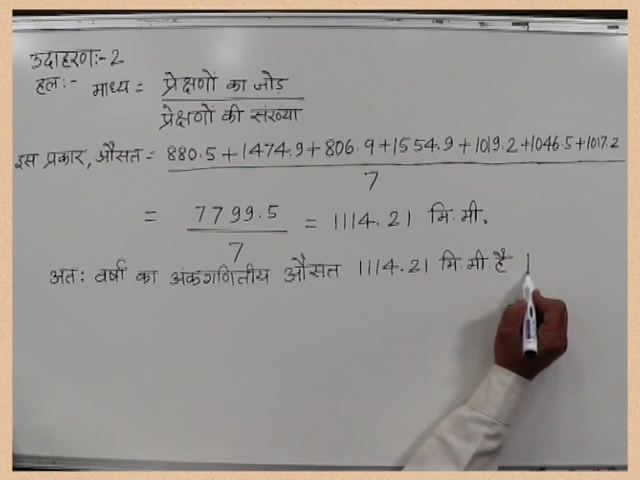 उदाहरण:-2
हल:- माध्य = प्रेक्षणों का जोड़
प्रेक्षणों की संख्या
इस प्रकार, औसत = 880.5+1474.9+806.9+1554.9+1019.2+1046.5+1017.2
7
= 7799.5 = 1114.21 मि.मी.
7
अत: वर्षा का अंकगणितीय औसत 1114.21 मि.मी. है।